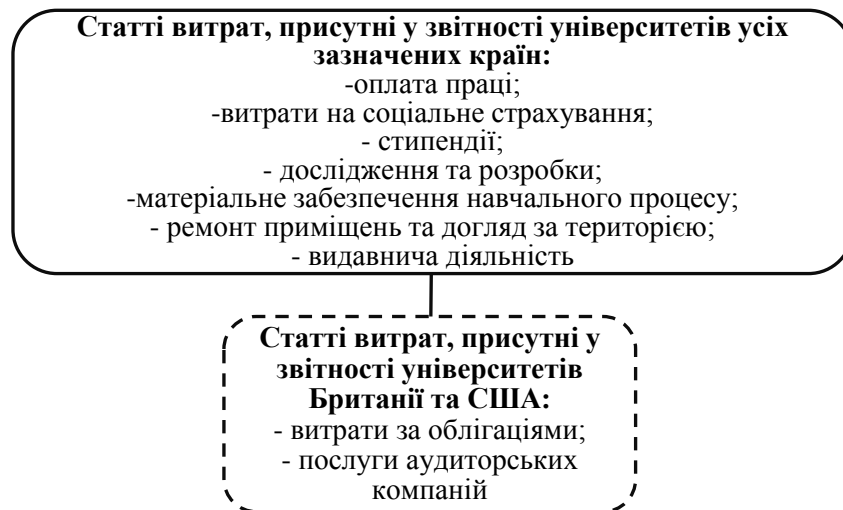 Статті витрат, присутні у звітності університетів усіх
зазначених країн:
-оплата праці;
-витрати на соціальне страхування;
- стипендії;
- дослідження та розробки;
-матеріальне забезпечення навчального процесу;
- ремонт приміщень та догляд за територією;
- видавнича діяльність
Статті витрат, присутні у
звітності університетів
Британії та США:
- витрати за облігаціями;
- послуги аудиторських
компаній